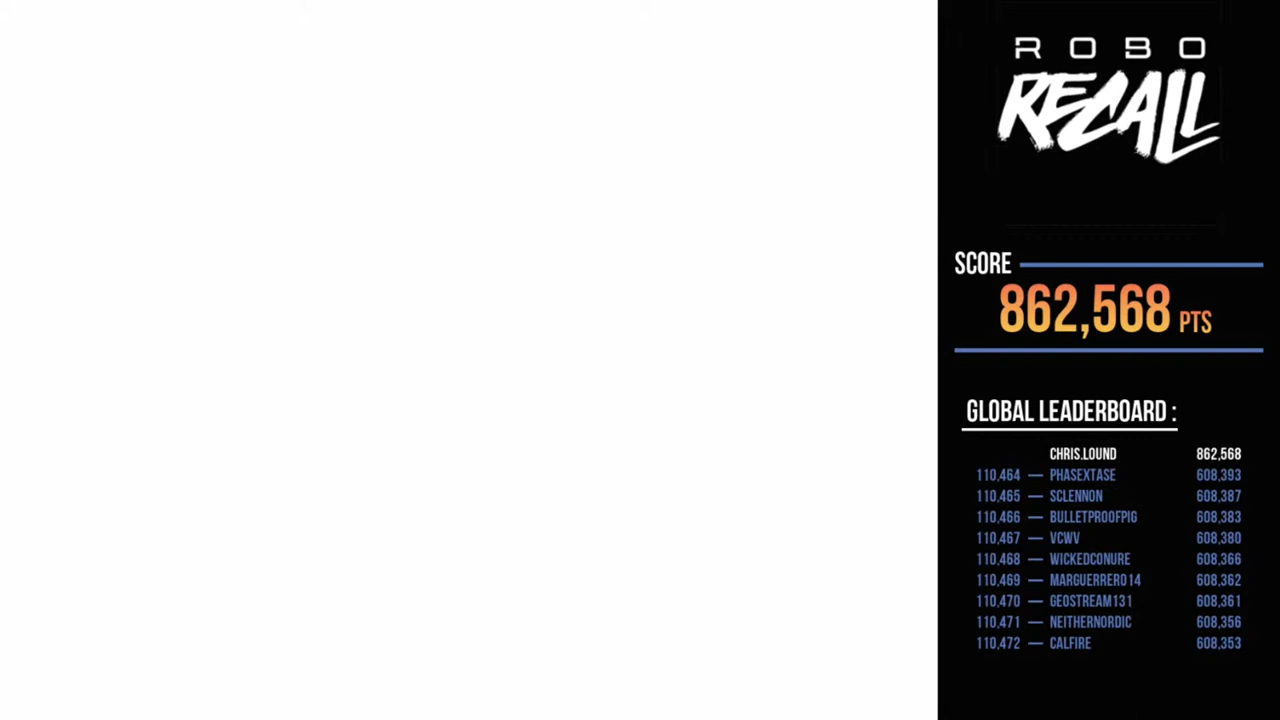 ROBO
RECALL
SCORE
862,568 PTS
GLOBAL LEADERBOARD :
CHRIS.LOUND 862,568
110,464 — PHASEXTASE 608,393
110,465 — SCLENNON 608,387
110,466 — BULLETPROOFPIG 608,383
110,467 — VCWV 608,380
110,468 — WICKEDCONURE 608,366
110,469 — MARGUERRERO14 608,362
110,470 — GEOSTREAM131 608,361
110,471 — NEITHERNORDIC 608,356
110,472 — CALFIRE 608,353